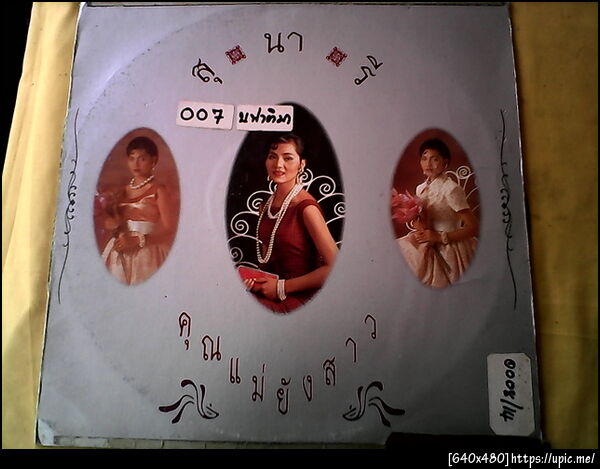 สุนารี
007
คุณแม่ยังสาว
[640x480]https://upic.me/